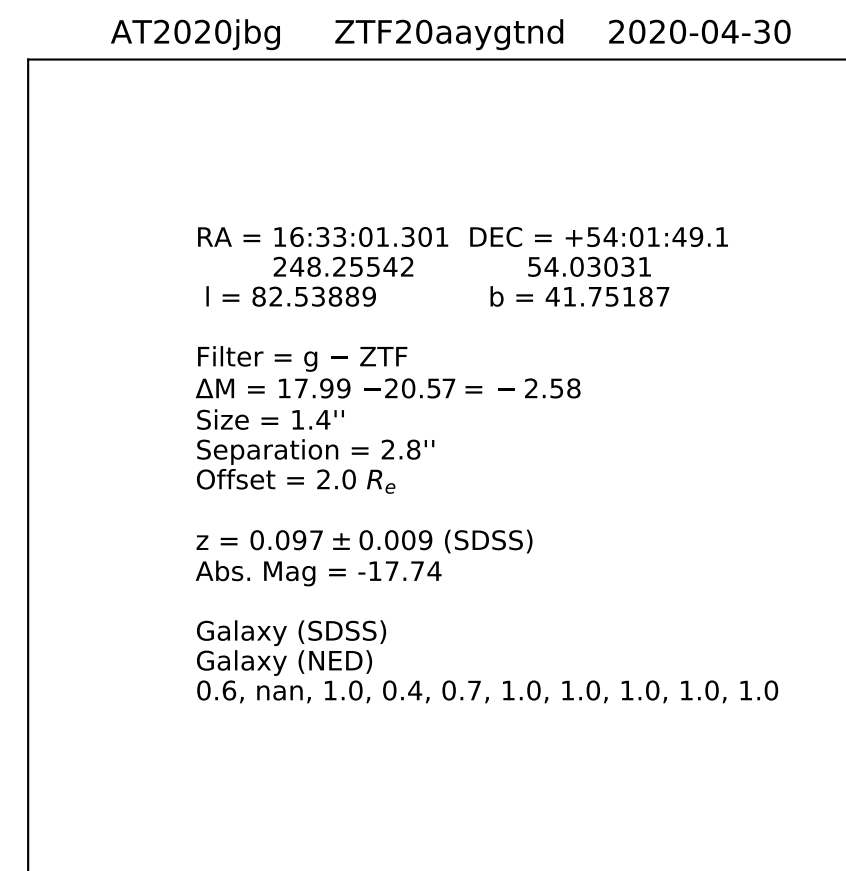 AT2020jbg ZTF20aaygtnd 2020-04-30
RA = 16:33:01.301 DEC = +54:01:49.1
248.25542 54.03031
l = 82.53889 b = 41.75187
Filter = g − ZTF
ΔM = 17.99 −20.57 = − 2.58
Size = 1.4''
Separation = 2.8''
Offset = 2.0 Rₑ
z = 0.097 ± 0.009 (SDSS)
Abs. Mag = -17.74
Galaxy (SDSS)
Galaxy (NED)
0.6, nan, 1.0, 0.4, 0.7, 1.0, 1.0, 1.0, 1.0, 1.0